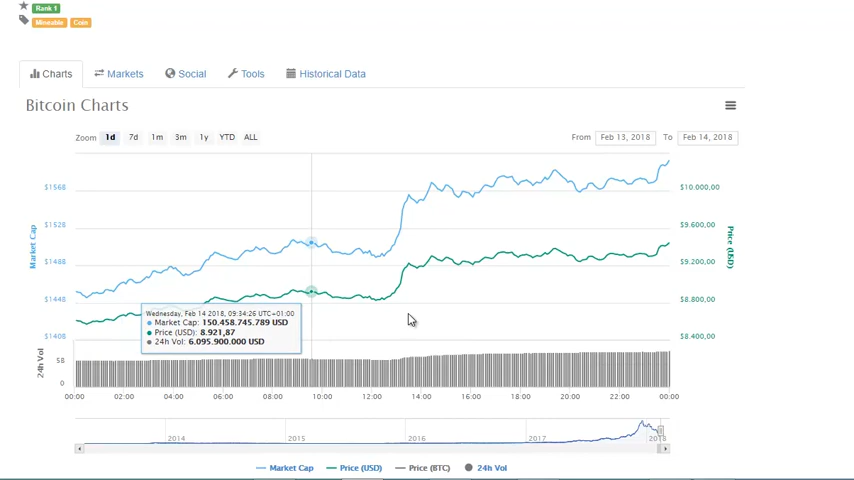 Rank 1
Mineable Coin
Charts Markets Social Tools Historical Data
Bitcoin Charts
Zoom 1d 7d 1m 3m 1y YTD ALL From Feb 13, 2018 To Feb 14, 2018
$156B $10.000,00
$152B $9.600,00
$148B $9.200,00
$144B $8.800,00
$140B $8.400,00
Market Cap
Price (USD)
Wednesday, Feb 14 2018, 09:34:26 UTC+01:00
Market Cap: 150.458.745.789 USD
Price (USD): 8.921,87
24h Vol: 6.095.900.000 USD
24h Vol
5B
0
00:00 02:00 04:00 06:00 08:00 10:00 12:00 14:00 16:00 18:00 20:00 22:00 00:00
2014 2015 2016 2017 2018
Market Cap Price (USD) Price (BTC) 24h Vol